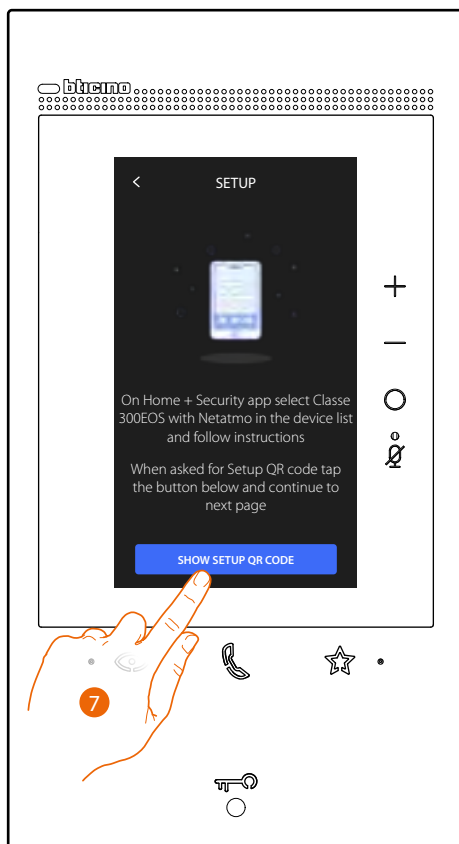 bticino
SETUP
On Home + Security app select Classe
300EOS with Netatmo in the device list
and follow instructions
When asked for Setup QR code tap
the button below and continue to
next page
SHOW SETUP QR CODE
7